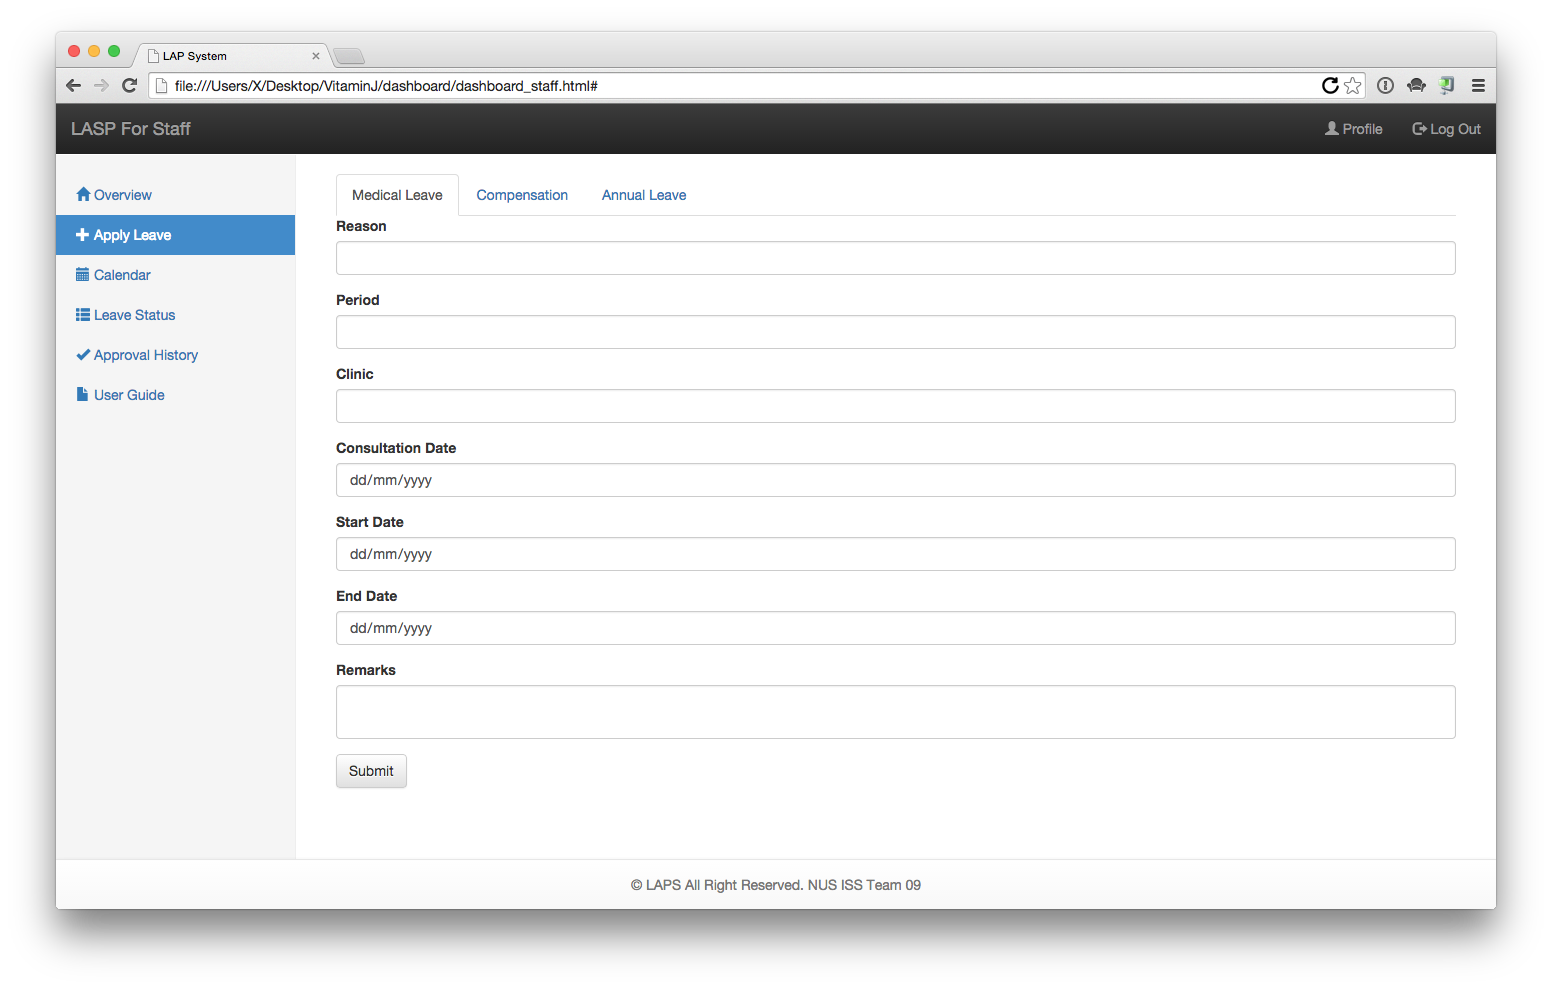 LAP System
file:///Users/X/Desktop/VitaminJ/dashboard/dashboard_staff.html#
LASP For Staff
Profile
Log Out
Overview
Apply Leave
Calendar
Leave Status
Approval History
User Guide
Medical Leave
Compensation
Annual Leave
Reason
Period
Clinic
Consultation Date
dd/mm/yyyy
Start Date
dd/mm/yyyy
End Date
dd/mm/yyyy
Remarks
Submit
© LAPS All Right Reserved. NUS ISS Team 09